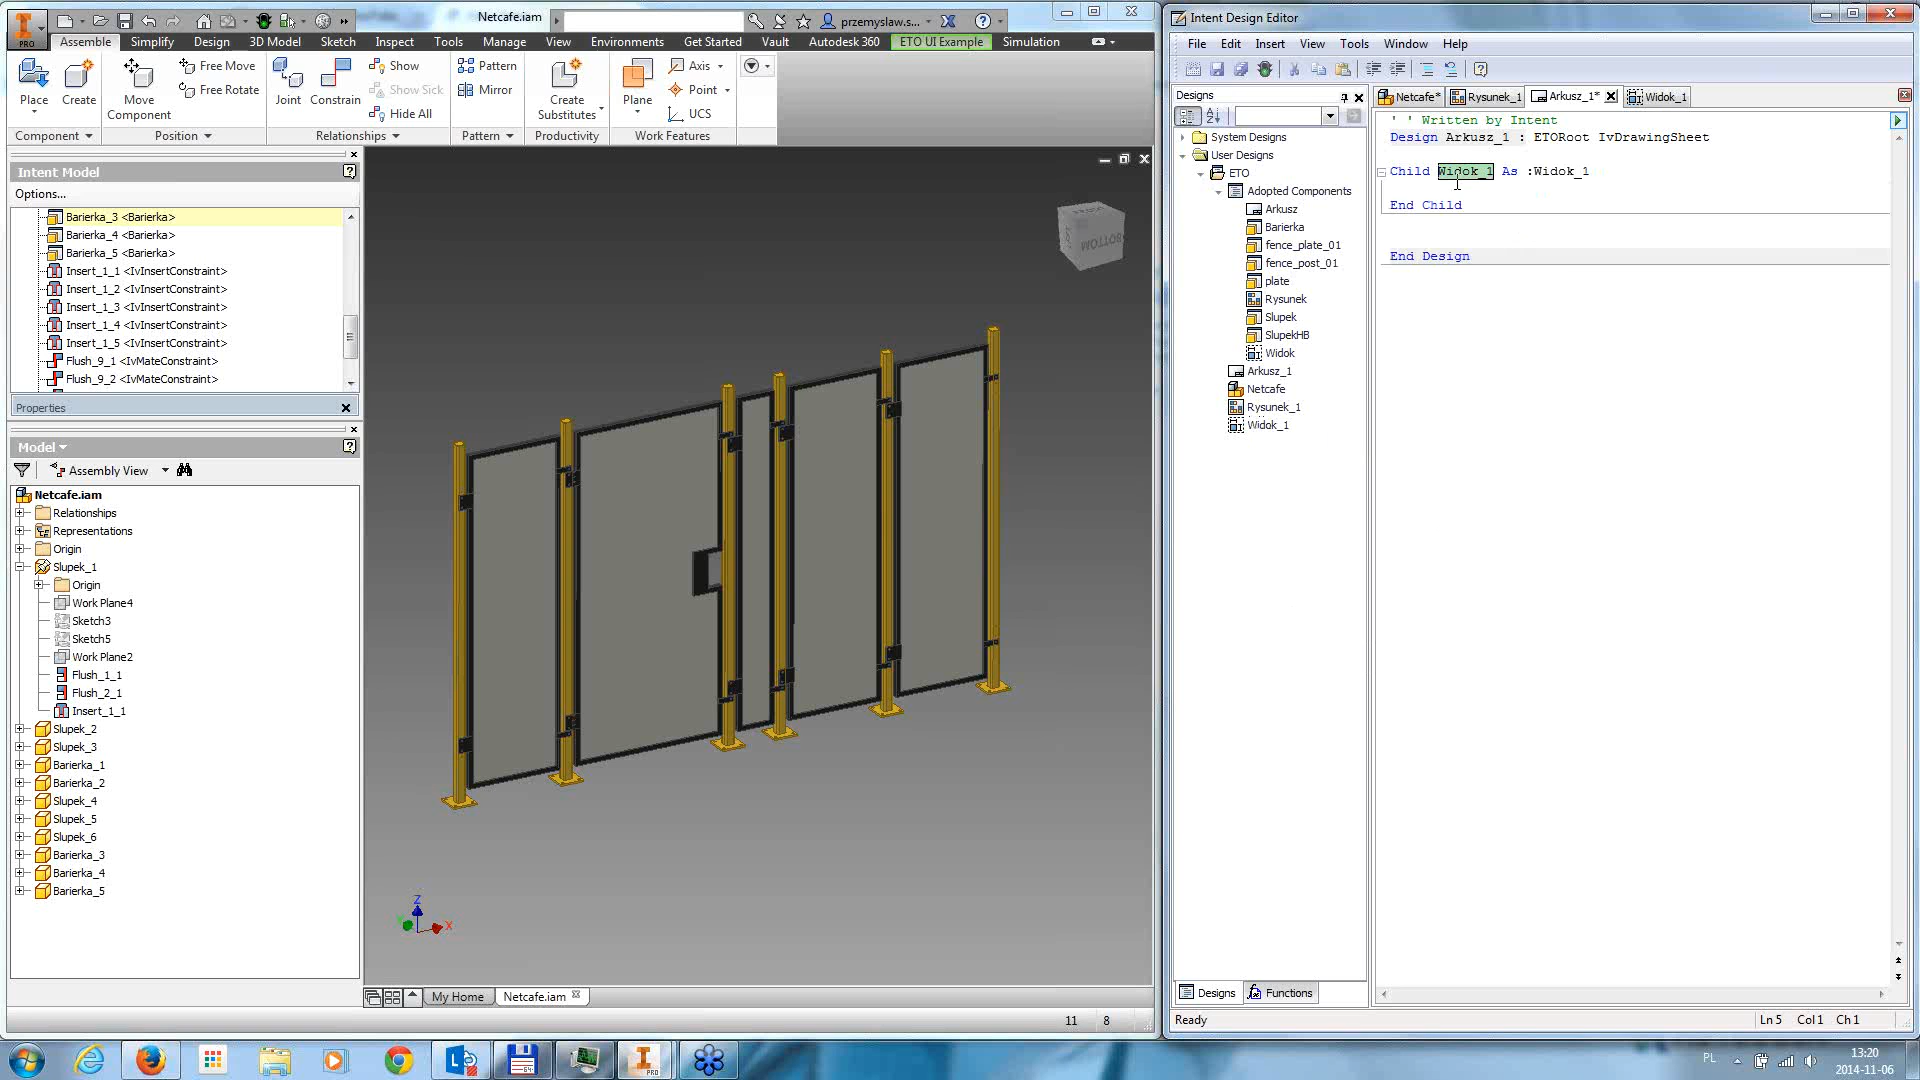 Netcafe.iam
przemyslaw.s...
PRO
Assemble Simplify Design 3D Model Sketch Inspect Tools Manage View Environments Get Started Vault Autodesk 360 ETO UI Example Simulation
Place
Create
Move
Component
Free Move
Free Rotate
Joint
Constrain
Show
Show Sick
Hide All
Pattern
Mirror
Create
Substitutes
Plane
Axis
Point
UCS
Component Position Relationships Pattern Productivity Work Features
Intent Model
Options...
Barierka_3 <Barierka>
Barierka_4 <Barierka>
Barierka_5 <Barierka>
Insert_1_1 <IvInsertConstraint>
Insert_1_2 <IvInsertConstraint>
Insert_1_3 <IvInsertConstraint>
Insert_1_4 <IvInsertConstraint>
Insert_1_5 <IvInsertConstraint>
Flush_9_1 <IvMateConstraint>
Flush_9_2 <IvMateConstraint>
Properties
Model
Assembly View
Netcafe.iam
Relationships
Representations
Origin
Slupek_1
Origin
Work Plane4
Sketch3
Sketch5
Work Plane2
Flush_1_1
Flush_2_1
Insert_1_1
Slupek_2
Slupek_3
Barierka_1
Barierka_2
Slupek_4
Slupek_5
Slupek_6
Barierka_3
Barierka_4
Barierka_5
BOTTOM
Z
X
My Home
Netcafe.iam
11 8
Intent Design Editor
File Edit Insert View Tools Window Help
Designs
System Designs
User Designs
ETO
Adopted Components
Arkusz
Barierka
fence_plate_01
fence_post_01
plate
Rysunek
Slupek
SlupekHB
Widok
Arkusz_1
Netcafe
Rysunek_1
Widok_1
Designs Functions
Netcafe* Rysunek_1 Arkusz_1* Widok_1
' ' Written by Intent
Design Arkusz_1 : ETORoot IvDrawingSheet
Child Widok_1 As :Widok_1
End Child
End Design
Ready
Ln 5 Col 1 Ch 1
64
PRO
PL
13:20
2014-11-06